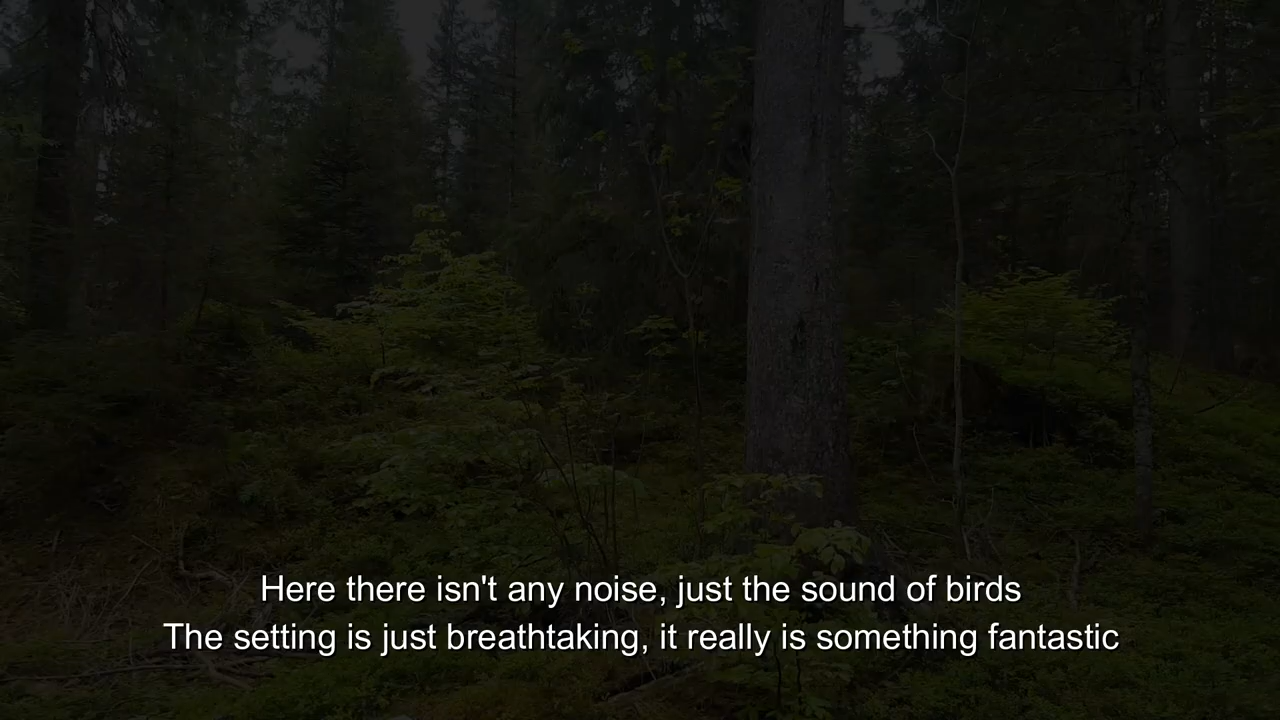 Here there isn't any noise, just the sound of birds
The setting is just breathtaking, it really is something fantastic